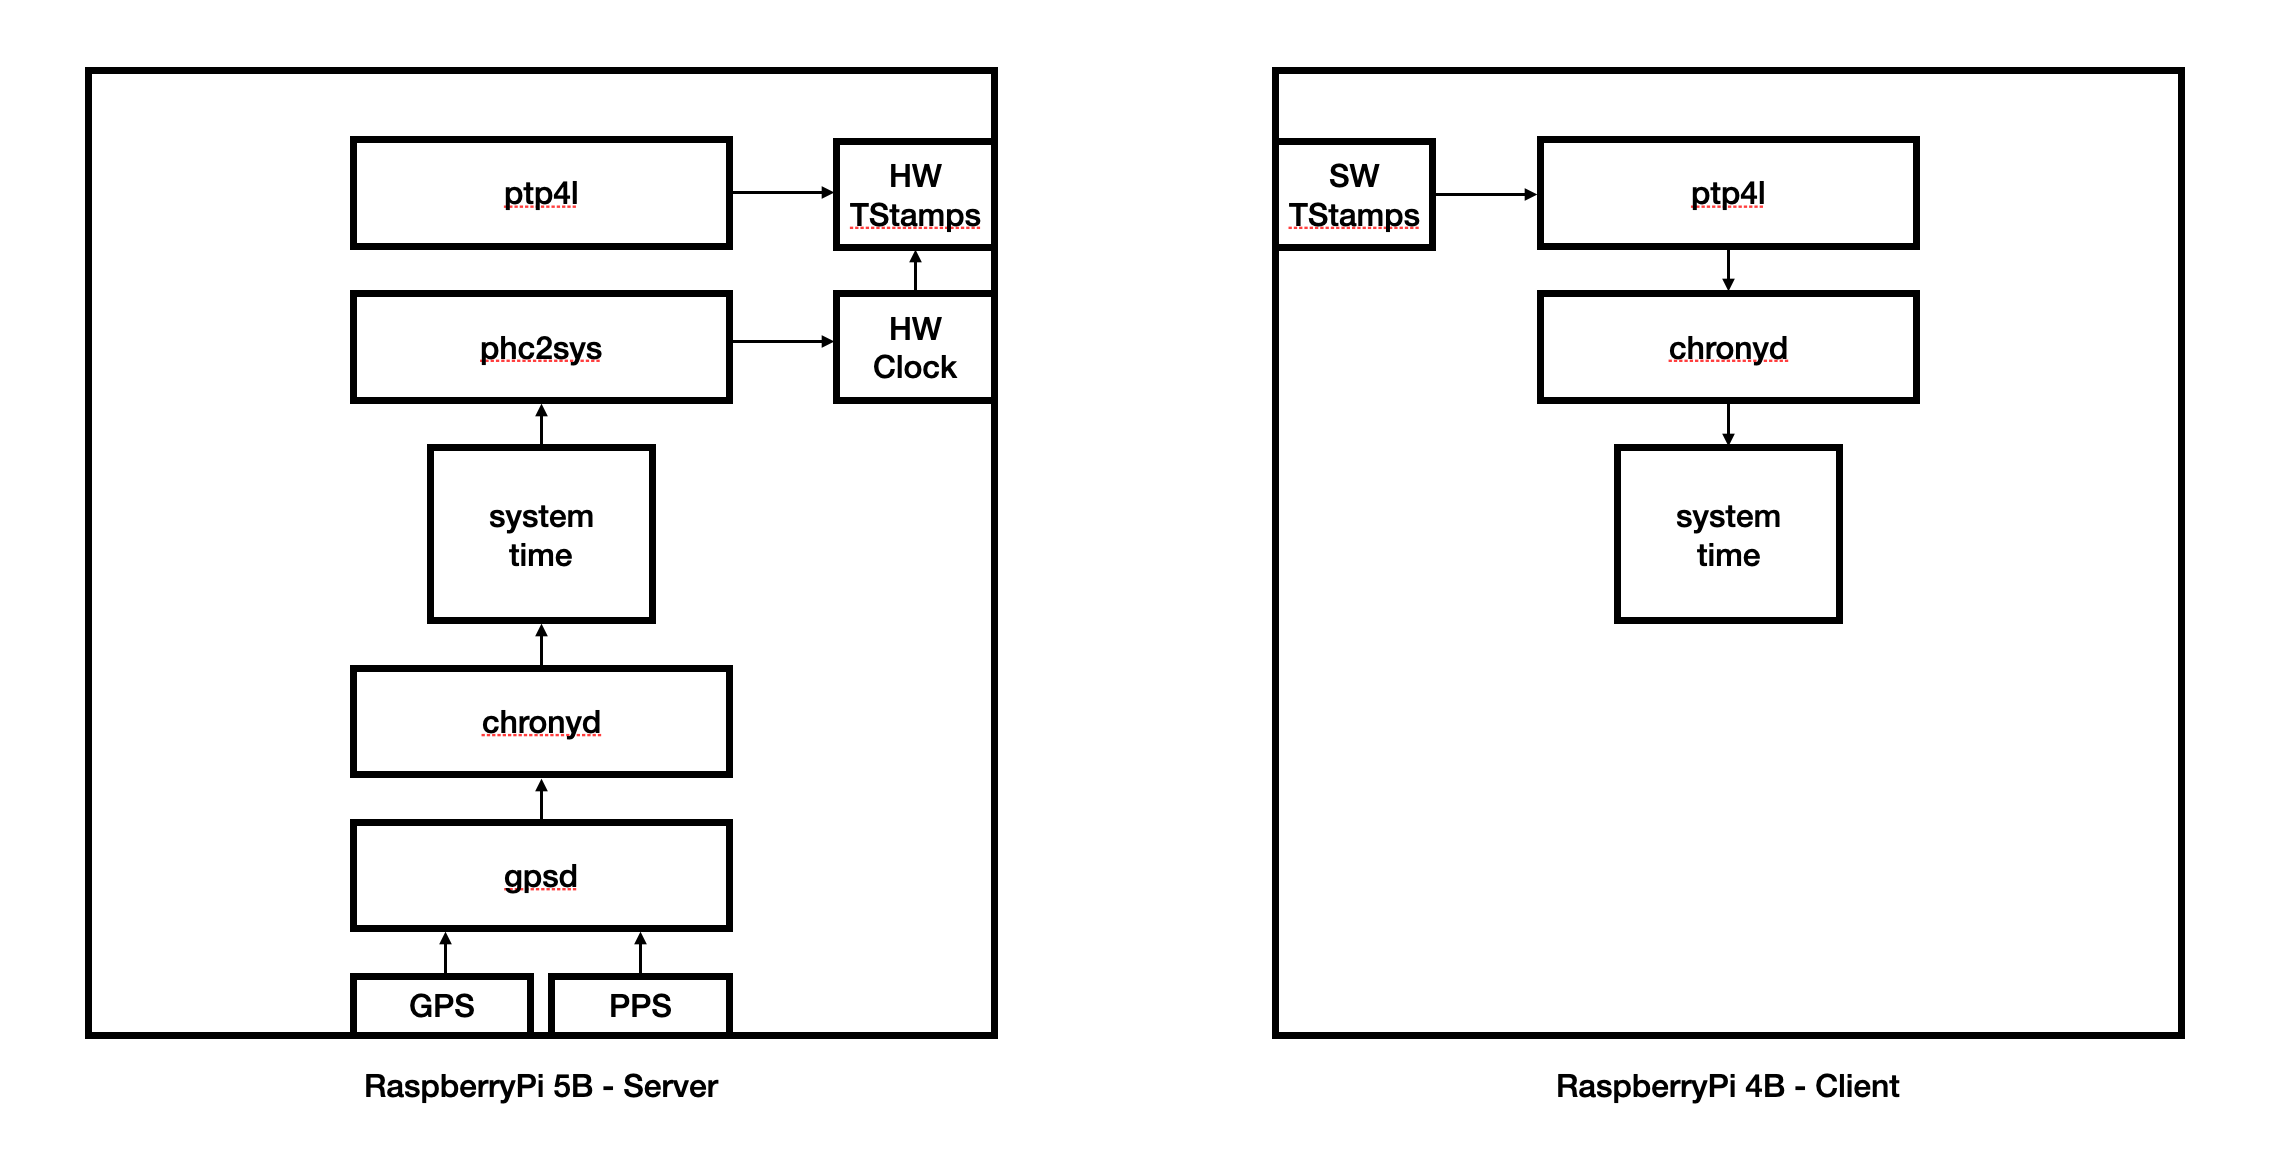 ptp4l
HW
TStamps
phc2sys
HW
Clock
system
time
chronyd
gpsd
GPS
PPS
RaspberryPi 5B - Server
SW
TStamps
ptp4l
chronyd
system
time
RaspberryPi 4B - Client